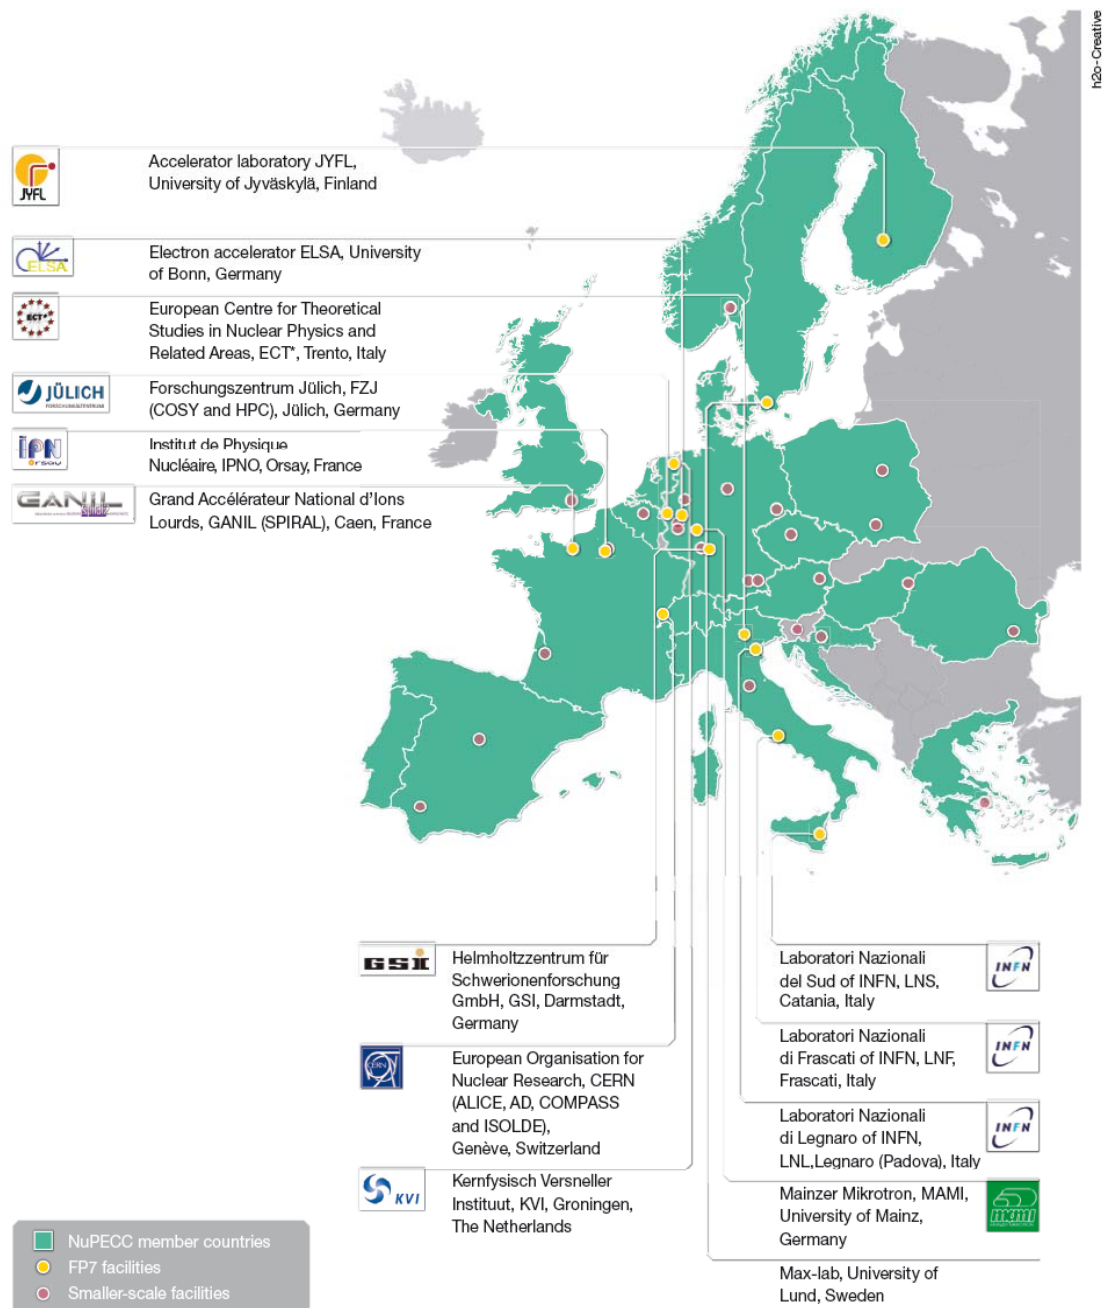 h2o-Creative
JYFL
Accelerator laboratory JYFL,
University of Jyväskylä, Finland
ELSA
Electron accelerator ELSA, University
of Bonn, Germany
ECT*
European Centre for Theoretical
Studies in Nuclear Physics and
Related Areas, ECT*, Trento, Italy
JÜLICH
FORSCHUNGSZENTRUM
Forschungszentrum Jülich, FZJ
(COSY and HPC), Jülich, Germany
IPN
Orsay
Institut de Physique
Nucléaire, IPNO, Orsay, France
GANIL
Grand Accélérateur National d'Ions
Lourds, GANIL (SPIRAL), Caen, France
GSI
Helmholtzzentrum für
Schwerionenforschung
GmbH, GSI, Darmstadt,
Germany
CERN
European Organisation for
Nuclear Research, CERN
(ALICE, AD, COMPASS
and ISOLDE),
Genève, Switzerland
KVI
Kernfysisch Versneller
Instituut, KVI, Groningen,
The Netherlands
Laboratori Nazionali
del Sud of INFN, LNS,
Catania, Italy
INFN
Laboratori Nazionali
di Frascati of INFN, LNF,
Frascati, Italy
INFN
Laboratori Nazionali
di Legnaro of INFN,
LNL,Legnaro (Padova), Italy
INFN
Mainzer Mikrotron, MAMI,
University of Mainz,
Germany
Max-lab, University of
Lund, Sweden
NuPECC member countries
FP7 facilities
Smaller-scale facilities